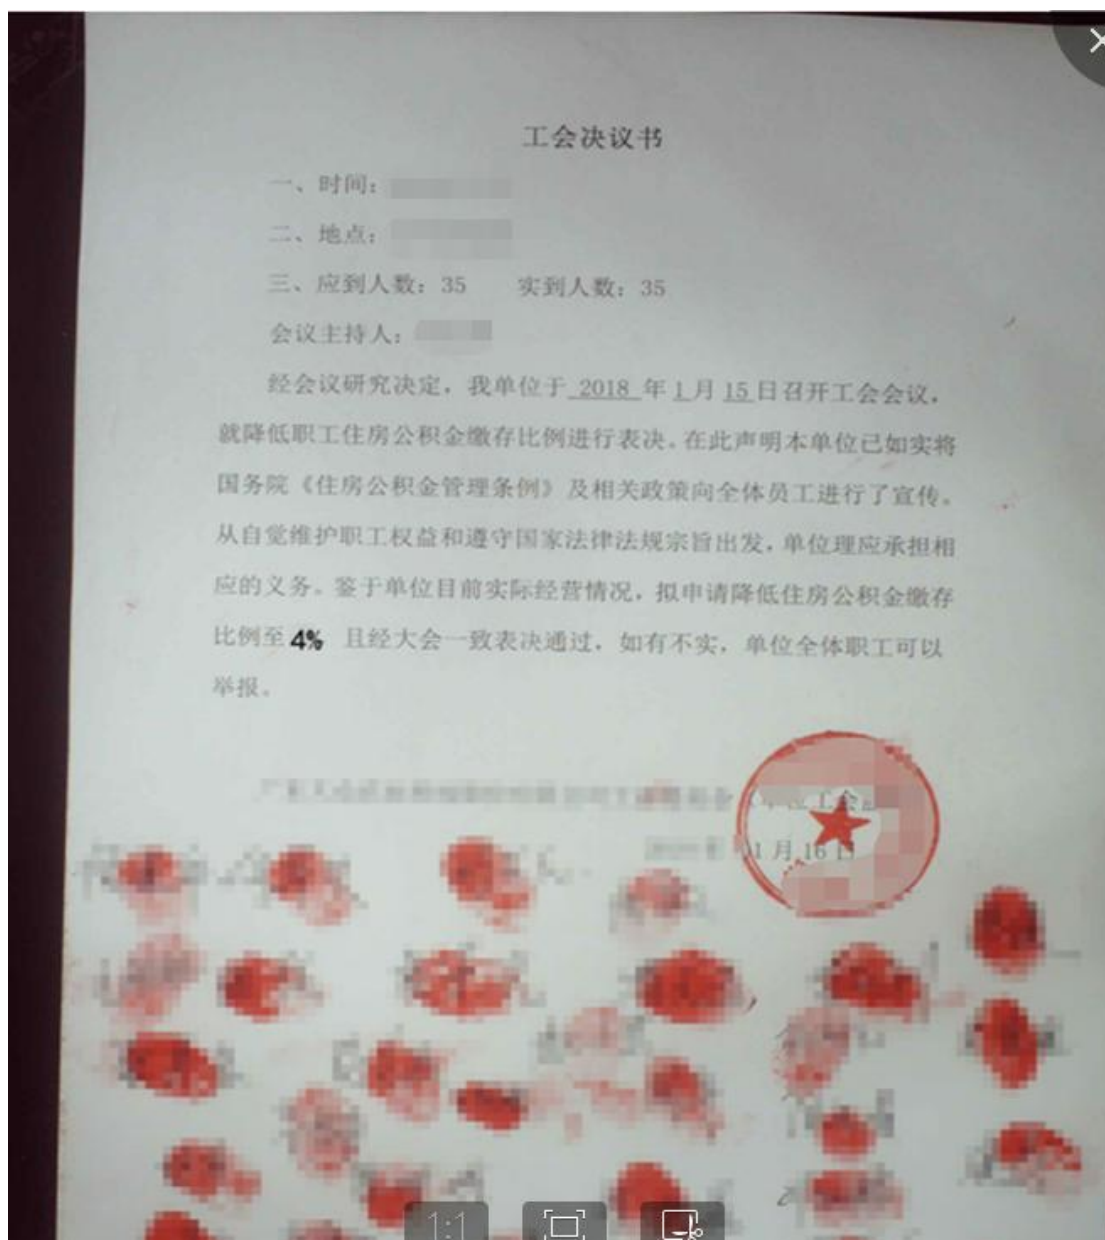 工会决议书
一、时间：
二、地点：
三、应到人数：35 实到人数：35
会议主持人：
经会议研究决定，我单位于 2018 年 1 月 15 日召开工会会议，
就降低职工住房公积金缴存比例进行表决。在此声明本单位已如实将
国务院《住房公积金管理条例》及相关政策向全体员工进行了宣传。
从自觉维护职工权益和遵守国家法律法规宗旨出发，单位理应承担相
应的义务。鉴于单位目前实际经营情况，拟申请降低住房公积金缴存
比例至 4% 且经大会一致表决通过，如有不实，单位全体职工可以
举报。
单位工会
1 月 16 日
1:1